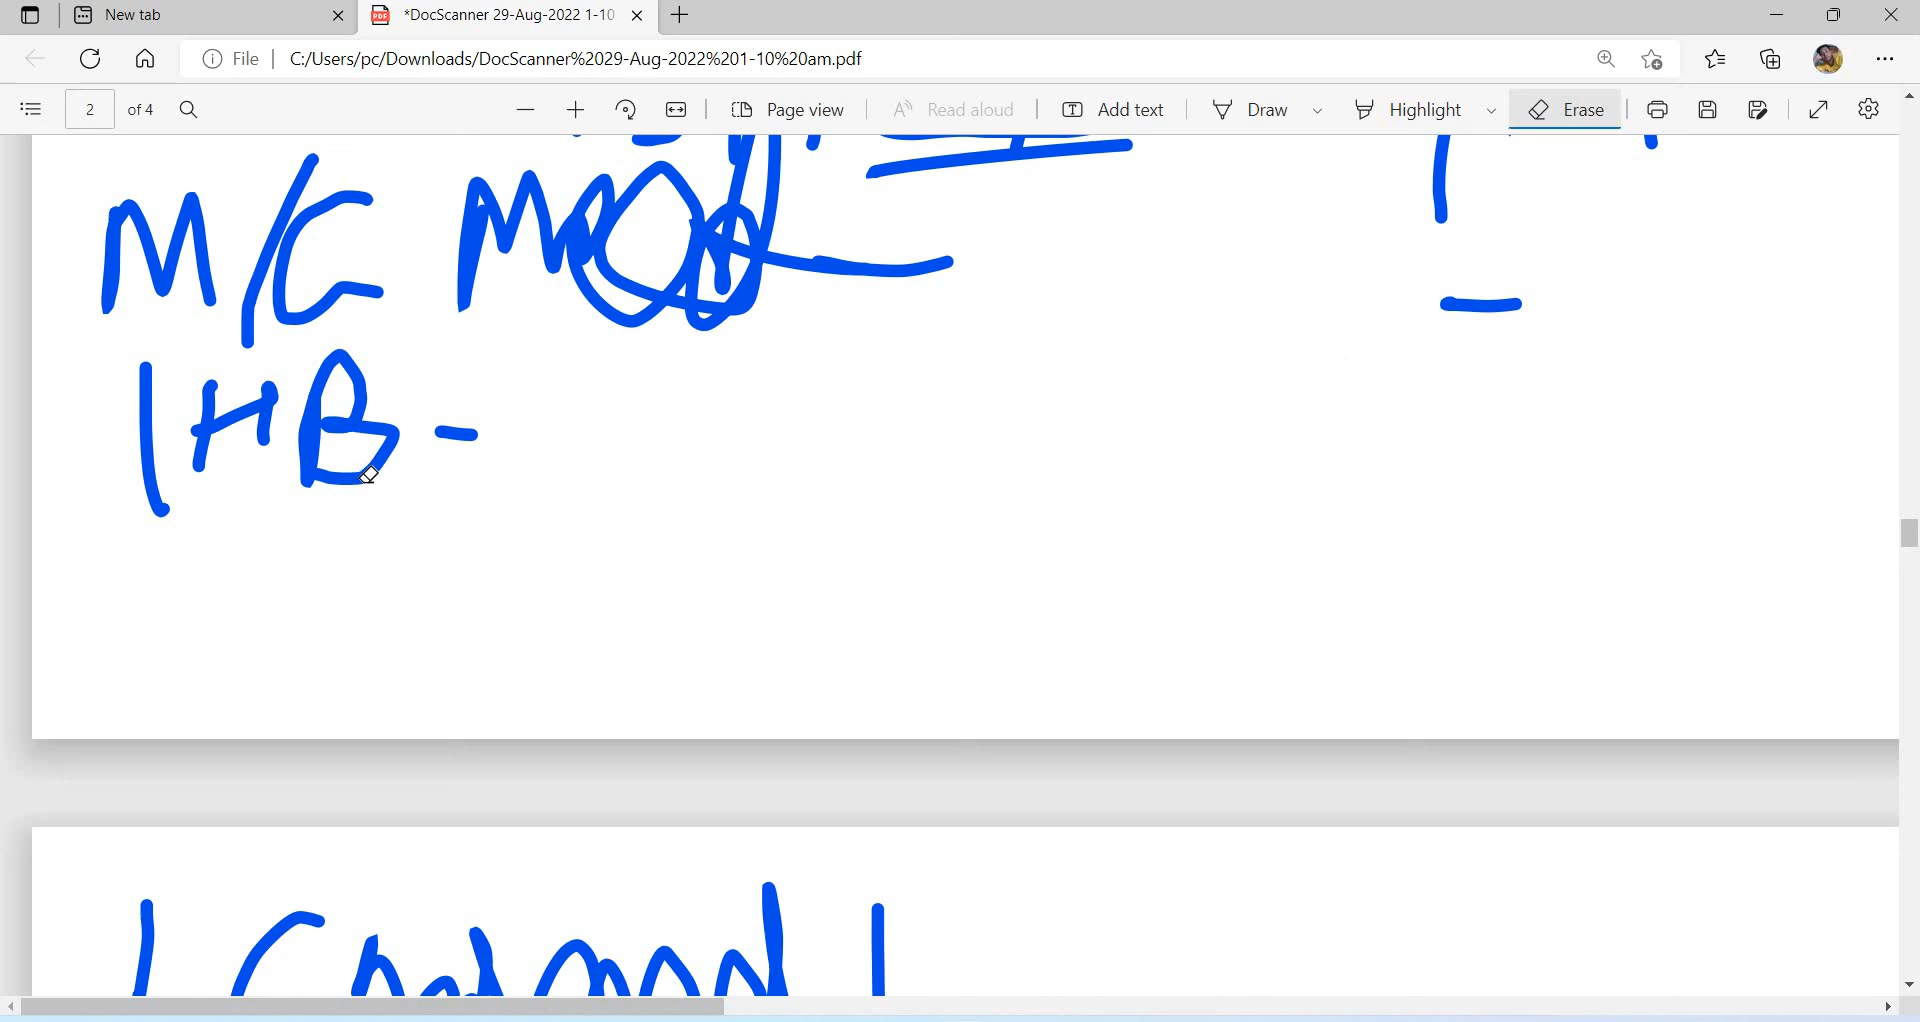 New tab
*DocScanner 29-Aug-2022 1-10
File
C:/Users/pc/Downloads/DocScanner%2029-Aug-2022%201-10%20am.pdf
2 of 4
Page view
Read aloud
Add text
Draw
Highlight
Erase
M/C
HB -